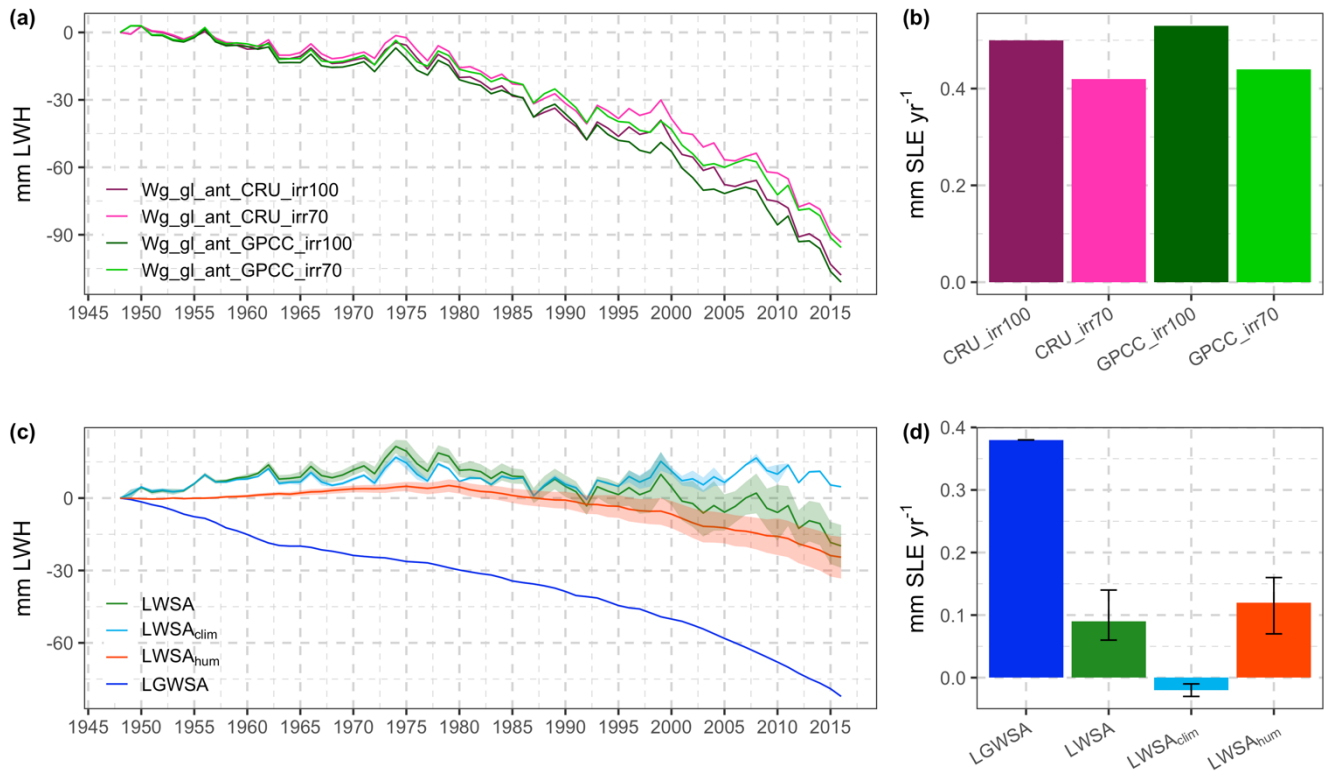 (a)
mm LWH
0
-30
-60
-90
Wg_gl_ant_CRU_irr100
Wg_gl_ant_CRU_irr70
Wg_gl_ant_GPCC_irr100
Wg_gl_ant_GPCC_irr70
1945 1950 1955 1960 1965 1970 1975 1980 1985 1990 1995 2000 2005 2010 2015
(b)
mm SLE yr-1
0.4
0.2
0.0
CRU_irr100
CRU_irr70
GPCC_irr100
GPCC_irr70
(c)
mm LWH
0
-30
-60
LWSA
LWSAclim
LWSAhum
LGWSA
1945 1950 1955 1960 1965 1970 1975 1980 1985 1990 1995 2000 2005 2010 2015
(d)
mm SLE yr-1
0.4
0.3
0.2
0.1
0.0
LGWSA
LWSA
LWSAclim
LWSAhum